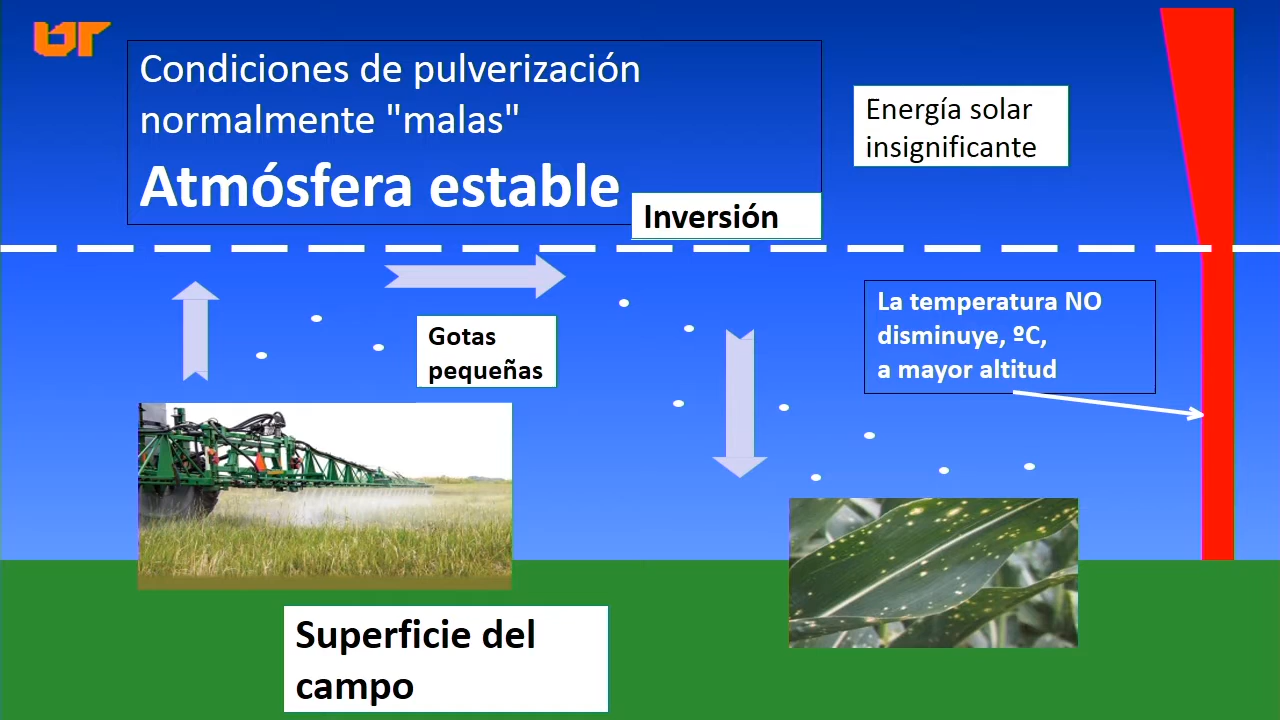 UT
Condiciones de pulverización
normalmente "malas"
Atmósfera estable
Inversión
Energía solar
insignificante
Gotas
pequeñas
La temperatura NO
disminuye, ºC,
a mayor altitud
Superficie del
campo